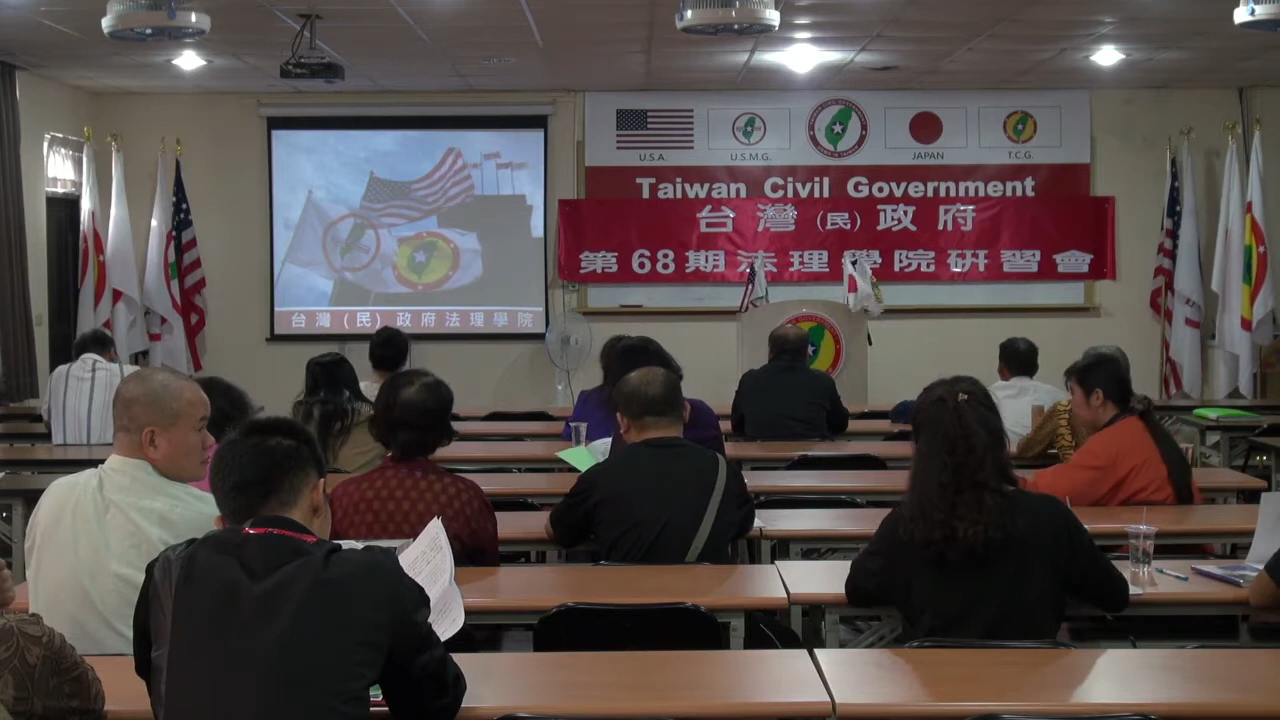 U.S.A.
U.S.M.G.
JAPAN
T.C.G.
Taiwan Civil Government
台灣(民)政府
第68期法理學院研習會
台灣(民)政府法理學院